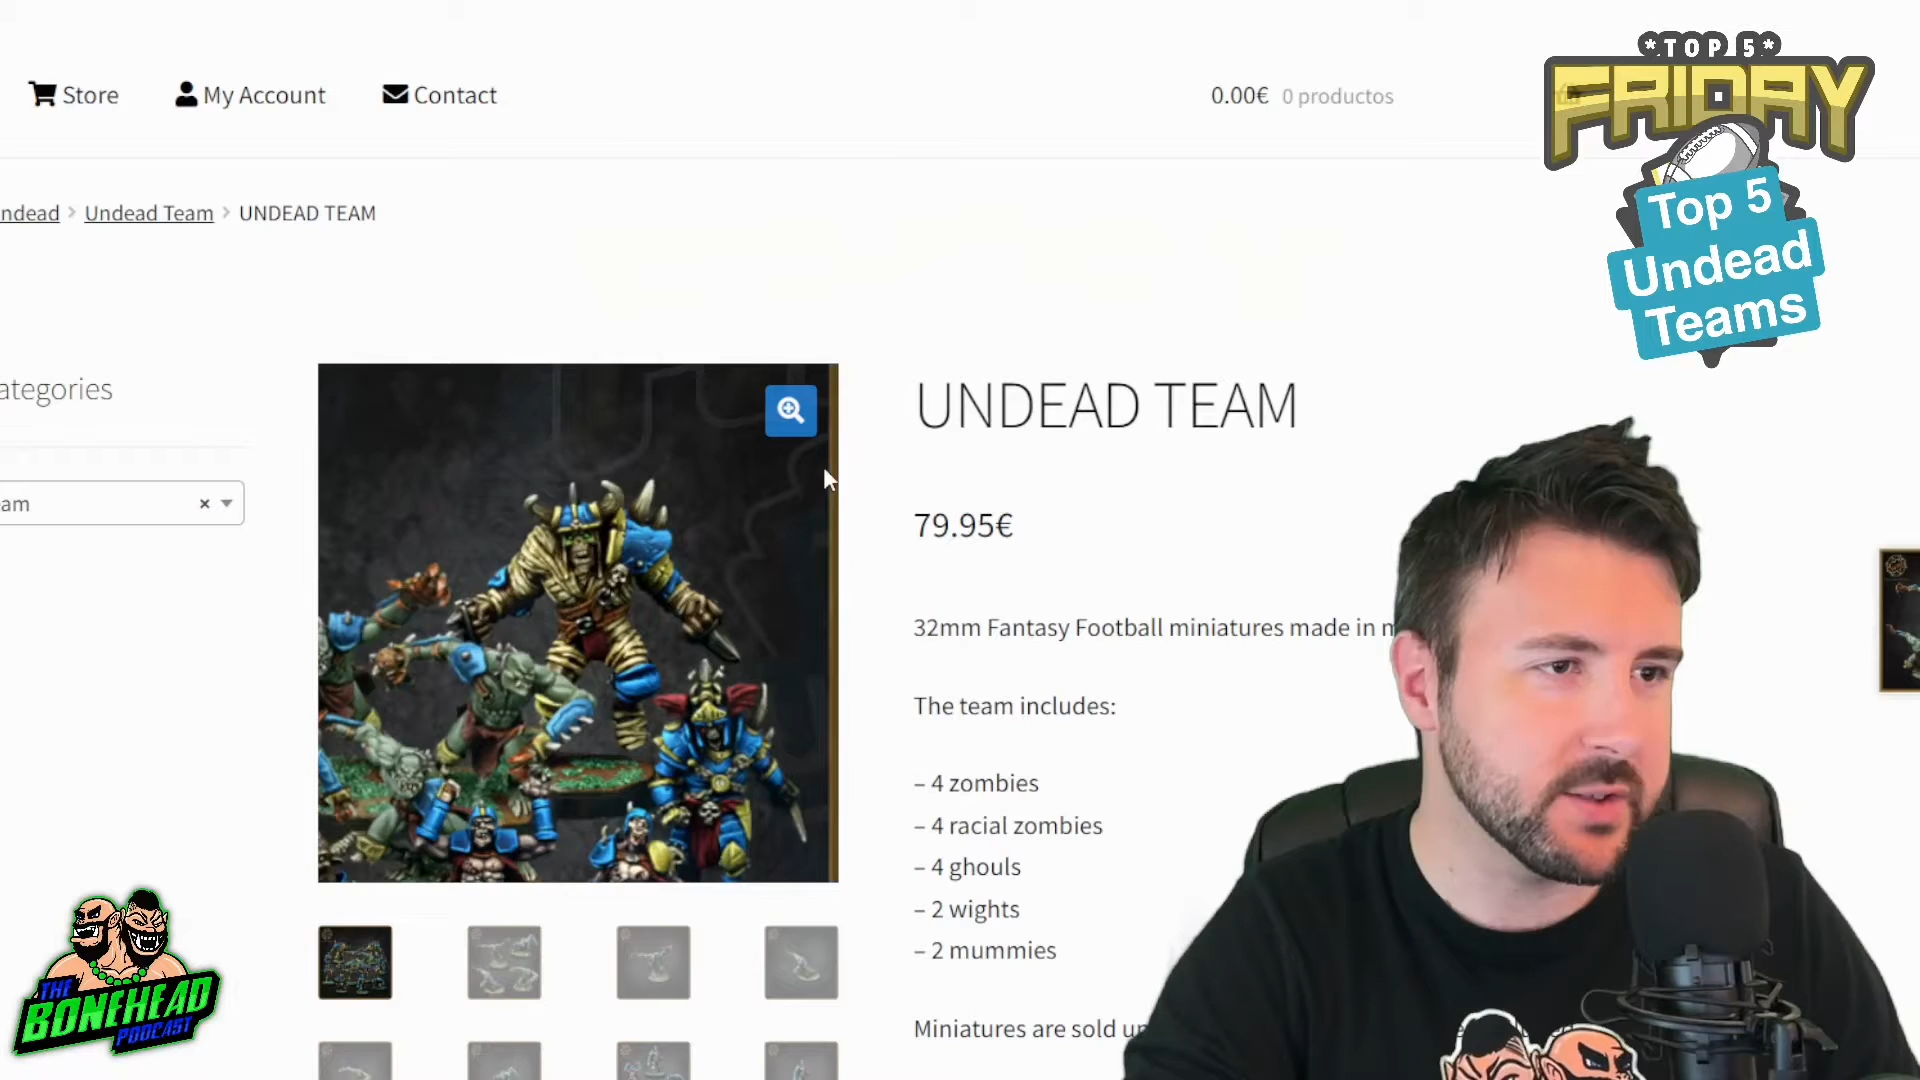 *TOP 5*
FRIDAY
Top 5
Undead
Teams
Store
My Account
Contact
0.00€ 0 productos
ndead > Undead Team > UNDEAD TEAM
ategories
eam
UNDEAD TEAM
79.95€
32mm Fantasy Football miniatures made in
The team includes:
– 4 zombies
– 4 racial zombies
– 4 ghouls
– 2 wights
– 2 mummies
Miniatures are sold
THE
BONEHEAD
PODCAST